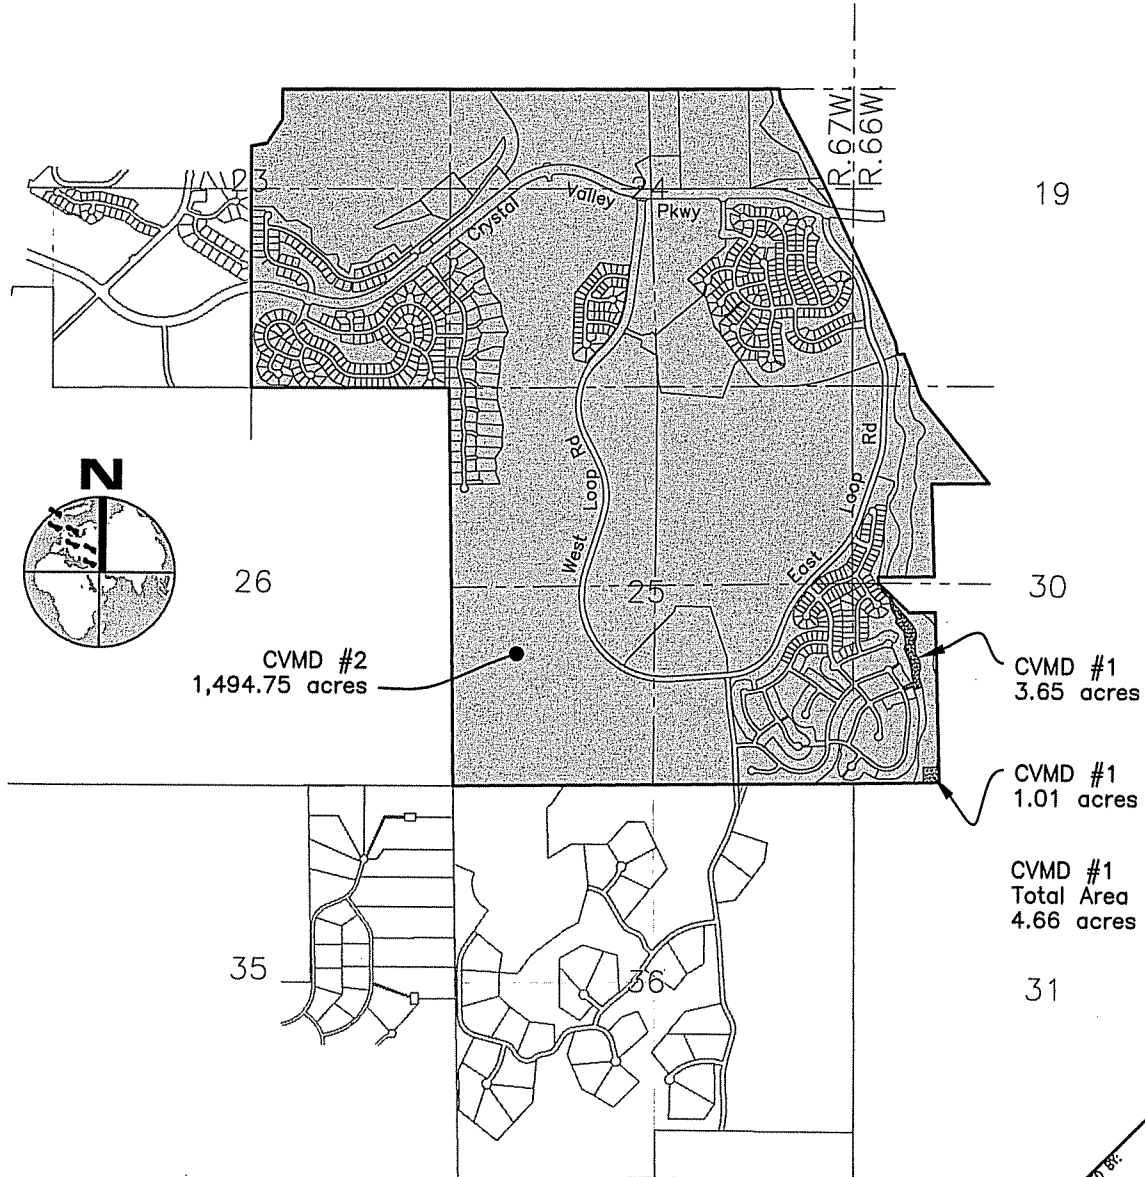 R.67W.
R.66W.
23
24
19
Crystal
Valley
Pkwy
N
West
Loop
Rd
East
Loop
Rd
26
25
30
CVMD #2
1,494.75 acres
CVMD #1
3.65 acres
CVMD #1
1.01 acres
CVMD #1
Total Area
4.66 acres
35
36
31
BY: